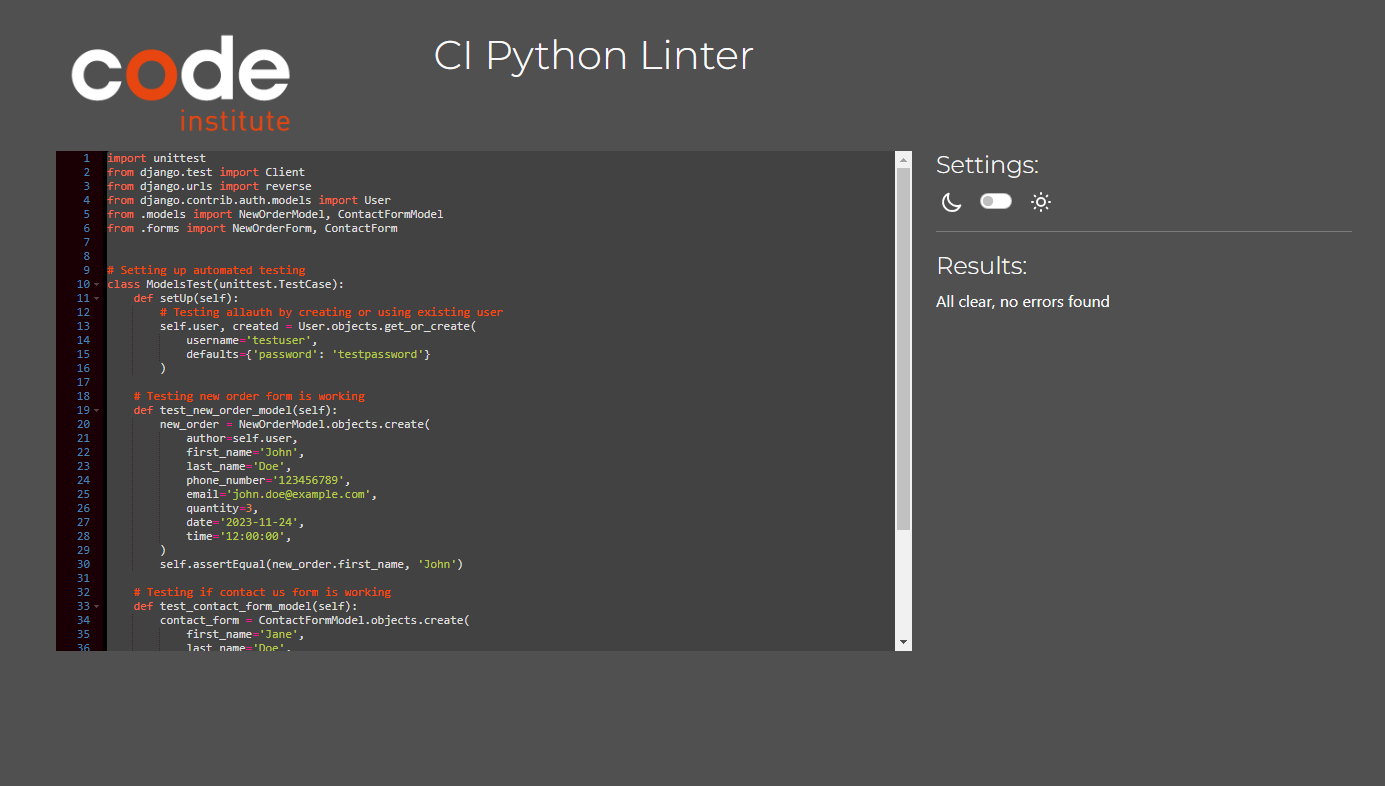 code
institute
CI Python Linter
1 import unittest
2 from django.test import Client
3 from django.urls import reverse
4 from django.contrib.auth.models import User
5 from .models import NewOrderModel, ContactFormModel
6 from .forms import NewOrderForm, ContactForm
7
8
9 # Setting up automated testing
10 class ModelsTest(unittest.TestCase):
11     def setUp(self):
12         # Testing allauth by creating or using existing user
13         self.user, created = User.objects.get_or_create(
14             username='testuser',
15             defaults={'password': 'testpassword'}
16         )
17
18     # Testing new order form is working
19     def test_new_order_model(self):
20         new_order = NewOrderModel.objects.create(
21             author=self.user,
22             first_name='John',
23             last_name='Doe',
24             phone_number='123456789',
25             email='john.doe@example.com',
26             quantity=3,
27             date='2023-11-24',
28             time='12:00:00',
29         )
30         self.assertEqual(new_order.first_name, 'John')
31
32     # Testing if contact us form is working
33     def test_contact_form_model(self):
34         contact_form = ContactFormModel.objects.create(
35             first_name='Jane',
36             last_name='Doe',
Settings:
Results:
All clear, no errors found